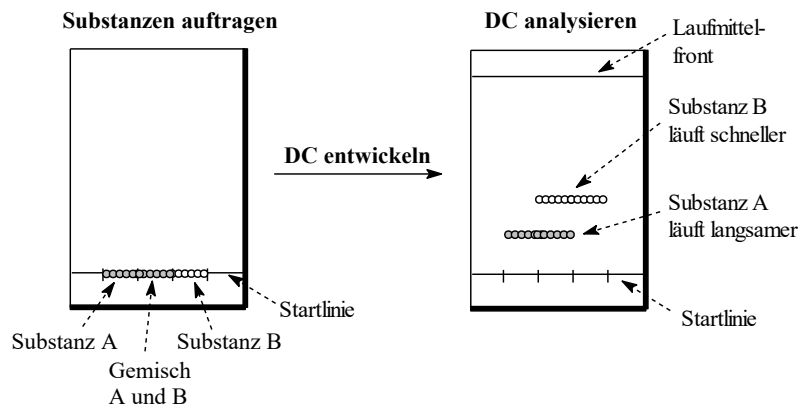 Substanzen auftragen
DC analysieren
Laufmittel-
front
Substanz B
läuft schneller
DC entwickeln
Substanz A
läuft langsamer
Startlinie
Startlinie
Substanz A
Substanz B
Gemisch
A und B